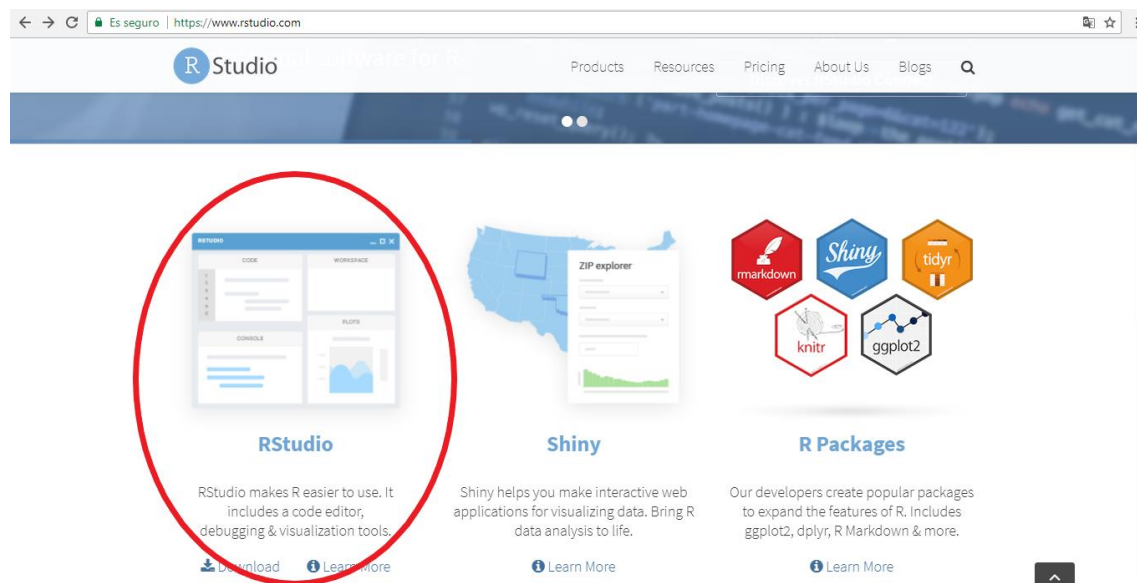 Es seguro https://www.rstudio.com
R Studio
Products Resources Pricing About Us Blogs
RSTUDIO
CODE
WORKSPACE
CONSOLE
PLOTS
ZIP explorer
rmarkdown
Shiny
tidyr
knitr
ggplot2
RStudio
RStudio makes R easier to use. It
includes a code editor,
debugging & visualization tools.
Download Learn More
Shiny
Shiny helps you make interactive web
applications for visualizing data. Bring R
data analysis to life.
Learn More
R Packages
Our developers create popular packages
to expand the features of R. Includes
ggplot2, dplyr, R Markdown & more.
Learn More